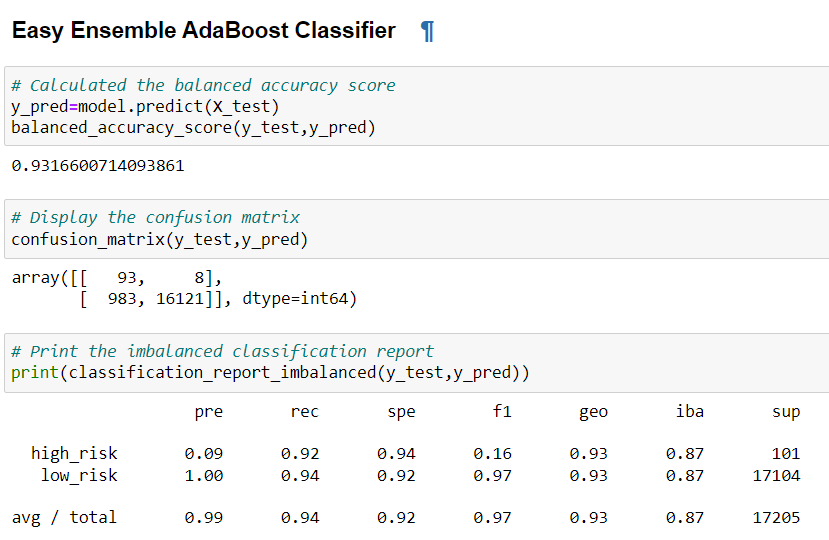 Easy Ensemble AdaBoost Classifier ¶
# Calculated the balanced accuracy score
y_pred=model.predict(X_test)
balanced_accuracy_score(y_test,y_pred)
0.9316600714093861
# Display the confusion matrix
confusion_matrix(y_test,y_pred)
array([[   93,     8],
       [  983, 16121]], dtype=int64)
# Print the imbalanced classification report
print(classification_report_imbalanced(y_test,y_pred))
                   pre       rec       spe        f1       geo       iba       sup
  high_risk       0.09      0.92      0.94      0.16      0.93      0.87       101
   low_risk       1.00      0.94      0.92      0.97      0.93      0.87     17104
avg / total       0.99      0.94      0.92      0.97      0.93      0.87     17205